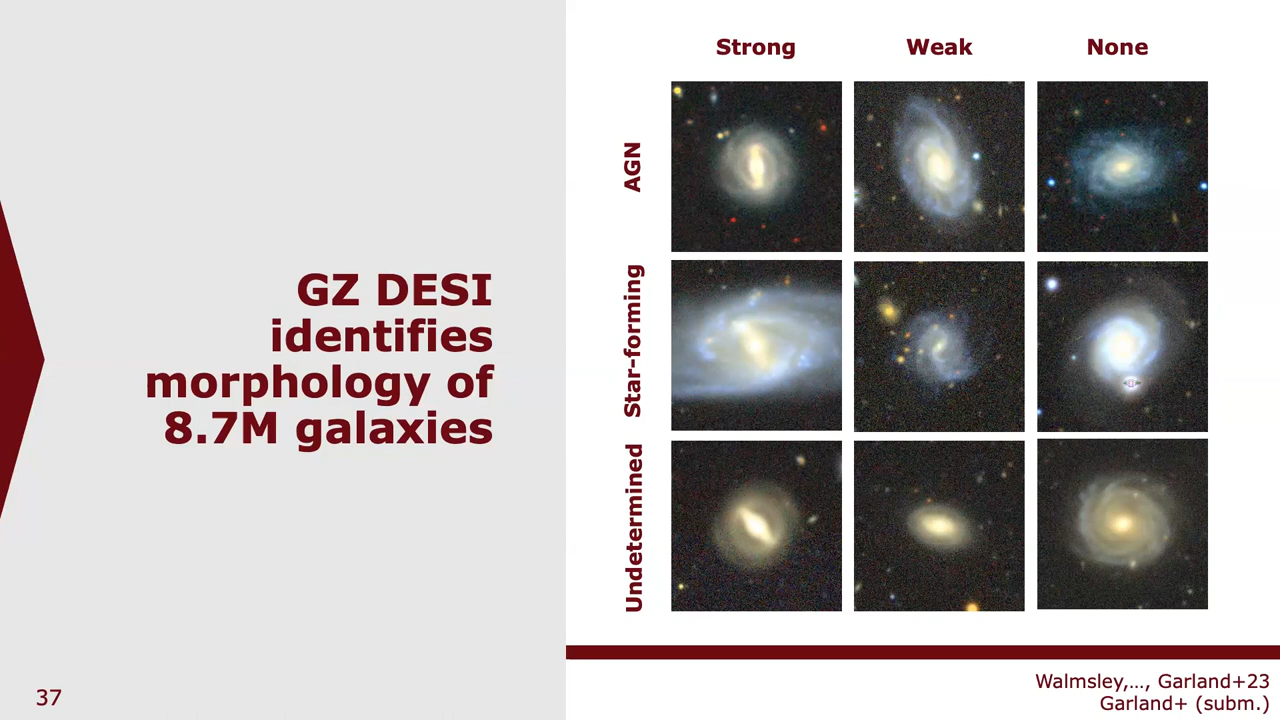 GZ DESI
identifies
morphology of
8.7M galaxies
37
Strong Weak None
AGN
Star-forming
Undetermined
Walmsley,..., Garland+23
Garland+ (subm.)